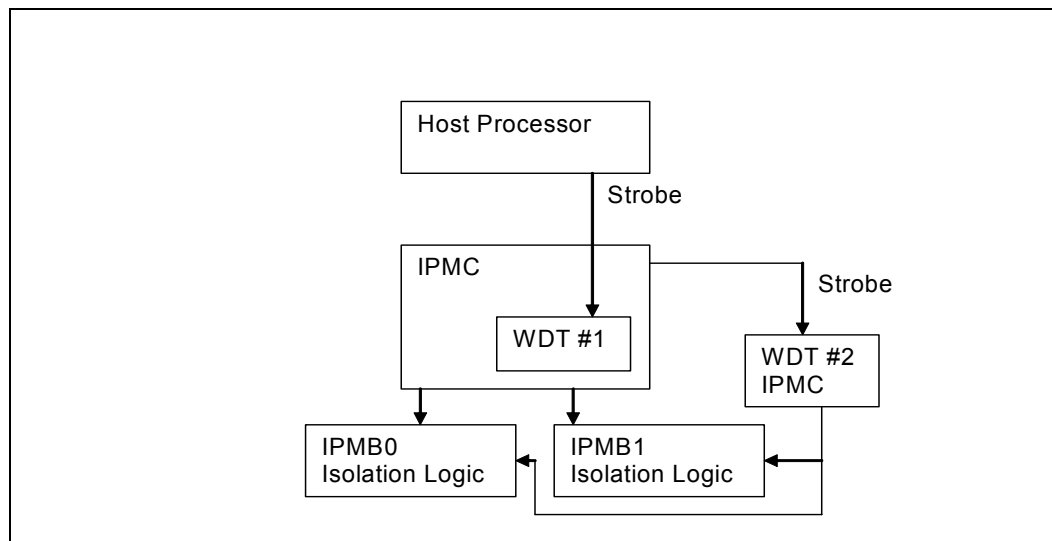 Host Processor
Strobe
IPMC
Strobe
WDT #1
WDT #2
IPMC
IPMB0
Isolation Logic
IPMB1
Isolation Logic